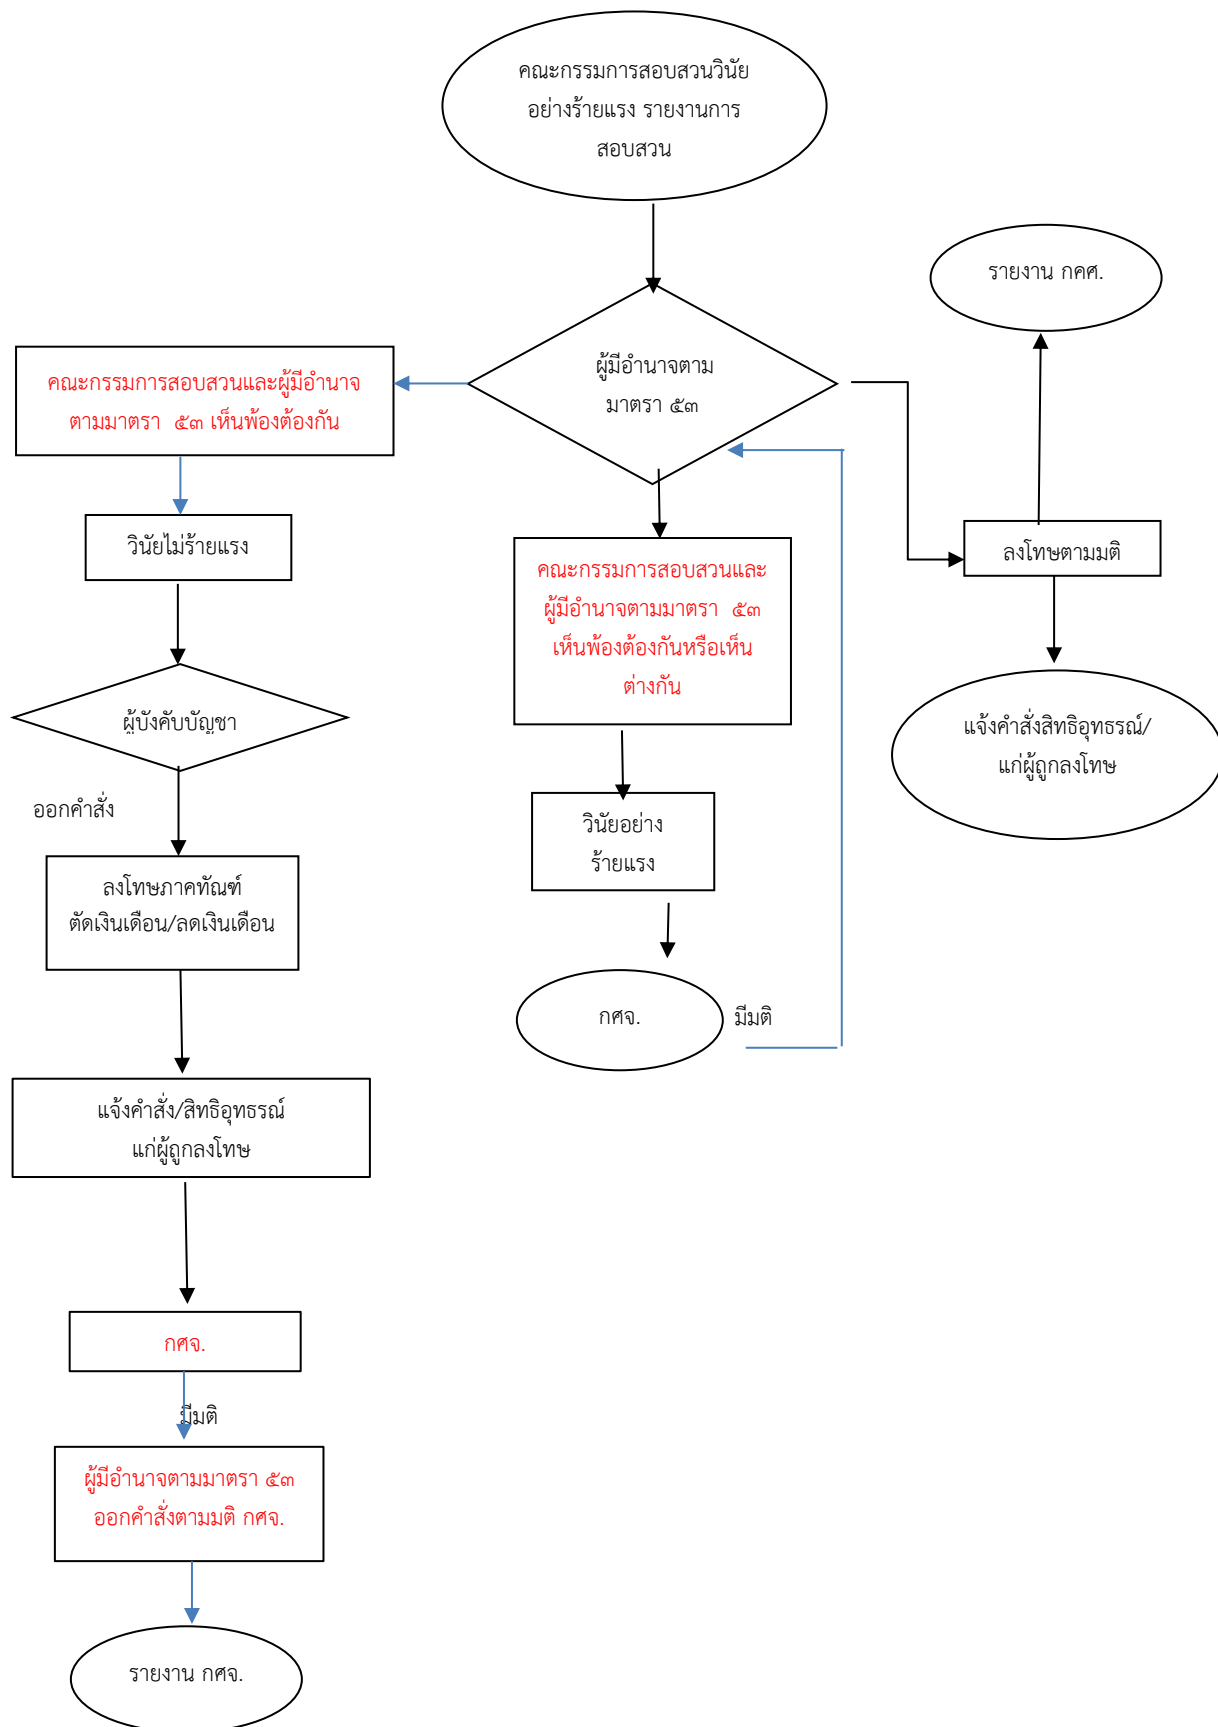 คณะกรรมการสอบสวนวินัย
อย่างร้ายแรง รายงานการ
สอบสวน
รายงาน กคศ.
ผู้มีอำนาจตาม
มาตรา ๕๓
คณะกรรมการสอบสวนและผู้มีอำนาจ
ตามมาตรา ๕๓ เห็นพ้องต้องกัน
วินัยไม่ร้ายแรง
ลงโทษตามมติ
คณะกรรมการสอบสวนและ
ผู้มีอำนาจตามมาตรา ๕๓
เห็นพ้องต้องกันหรือเห็น
ต่างกัน
ผู้บังคับบัญชา
แจ้งคำสั่งสิทธิอุทธรณ์/
แก่ผู้ถูกลงโทษ
ออกคำสั่ง
วินัยอย่าง
ร้ายแรง
ลงโทษภาคทัณฑ์
ตัดเงินเดือน/ลดเงินเดือน
กศจ.
มีมติ
แจ้งคำสั่ง/สิทธิอุทธรณ์
แก่ผู้ถูกลงโทษ
กศจ.
มีมติ
ผู้มีอำนาจตามมาตรา ๕๓
ออกคำสั่งตามมติ กศจ.
รายงาน กศจ.